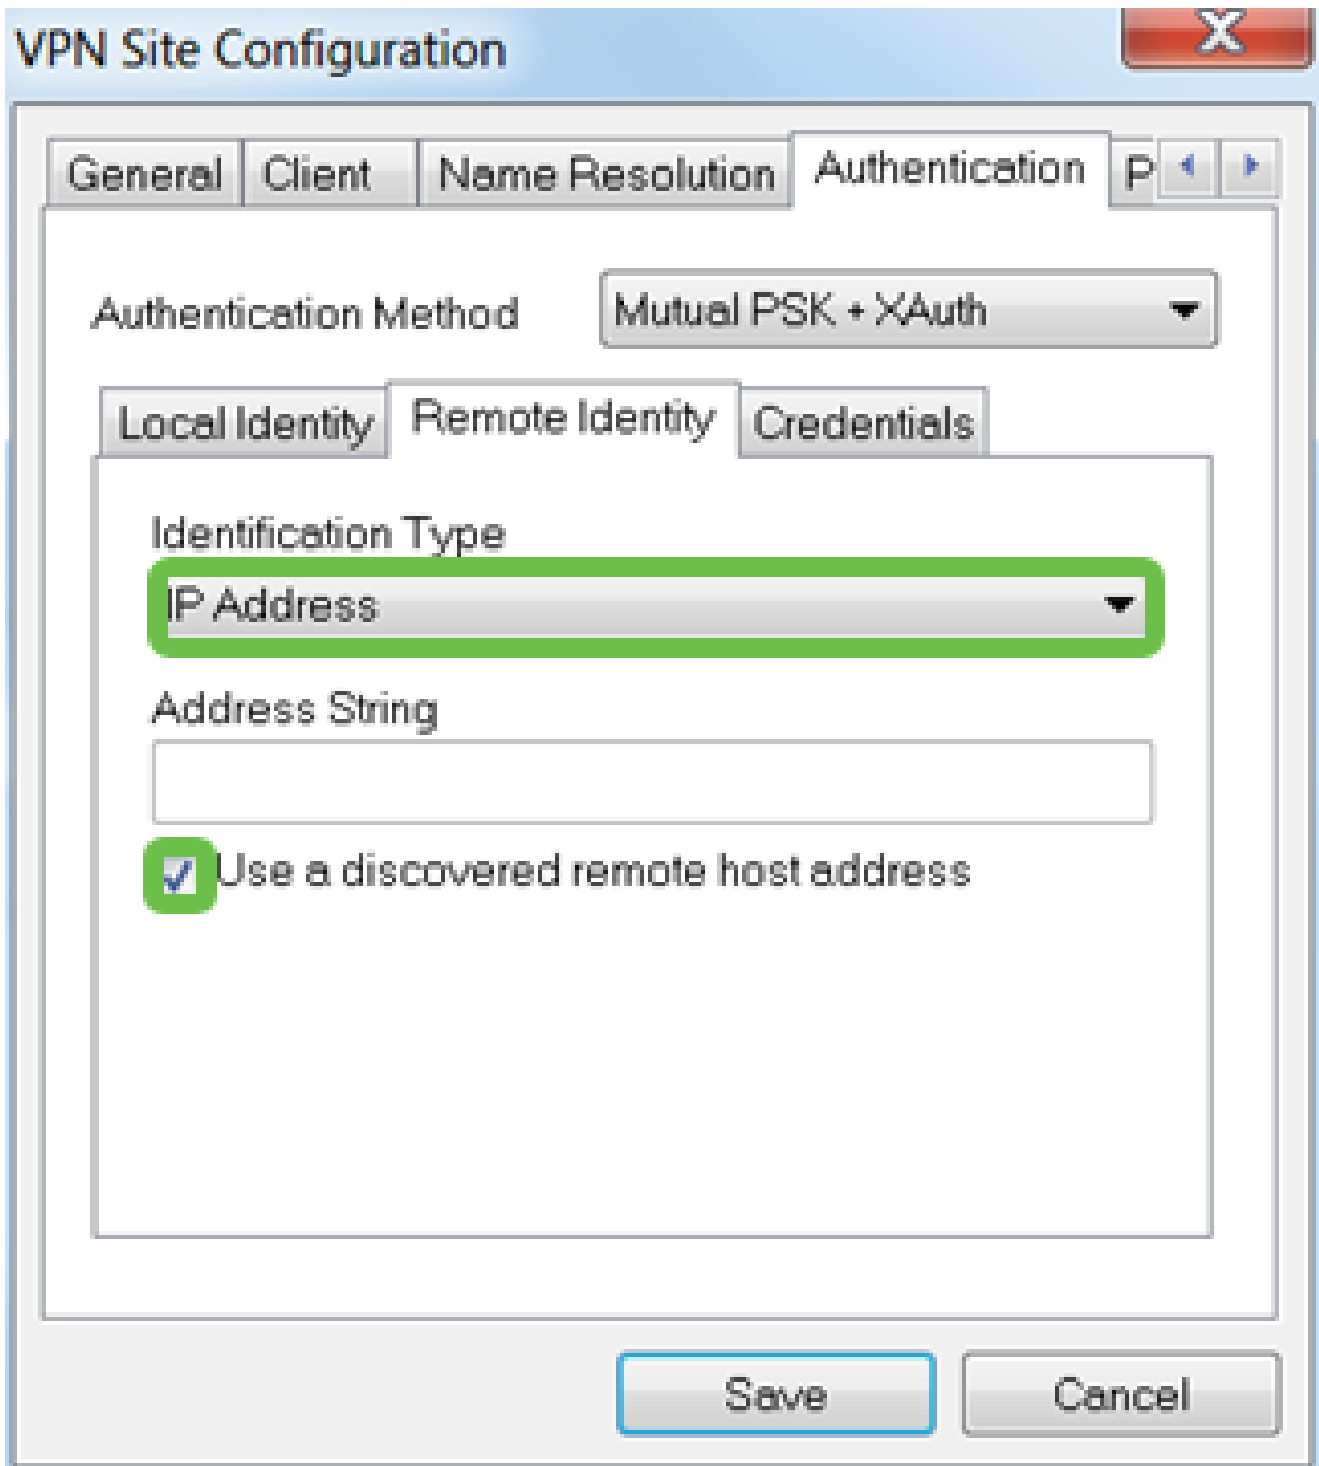 VPN Site Configuration
X
General Client Name Resolution Authentication P
Authentication Method Mutual PSK + XAuth
Local Identity Remote Identity Credentials
Identification Type
IP Address
Address String
Use a discovered remote host address
Save Cancel